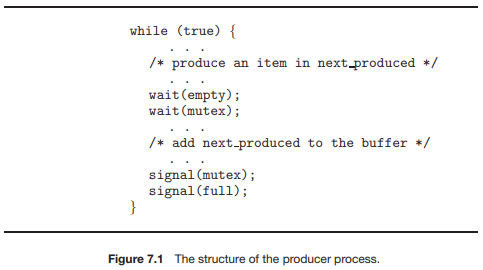 while (true) {
. . .
/* produce an item in next_produced */
. . .
wait(empty);
wait(mutex);
. . .
/* add next_produced to the buffer */
. . .
signal(mutex);
signal(full);
}
Figure 7.1 The structure of the producer process.